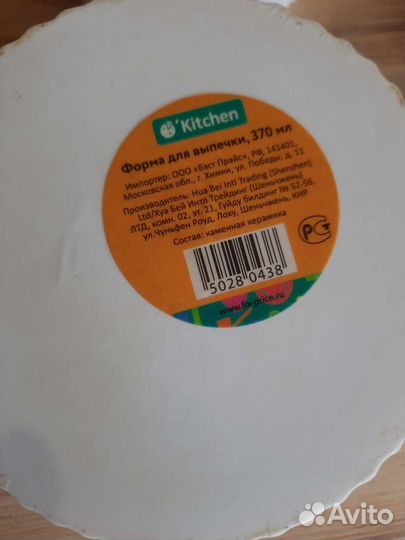 'Kitchen
Форма для выпечки, 370 мл
Импортер: ООО «Бэст Прайс», РФ, 141401,
Московская обл., г. Химки, ул. Победы, д. 11
Производитель: Hua Bei Intl Trading (Shenzhen)
Ltd/Хуа Бей Интл Трейдинг (Шеньчжень)
ЛТД, комн. 02, эт. 21, Гуйду билдинг № 52-56,
ул.Чуньфен Роуд, Лоху, Шеньчжень, КНР
Состав: каменная керамика
5028 0438
www.fix-price.ru
Avito